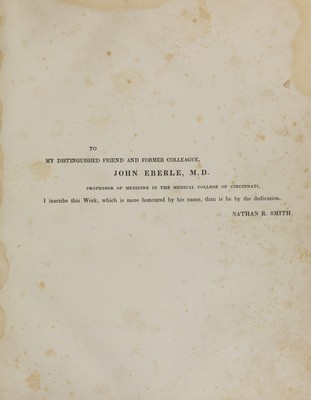 TO
MY DISTINGUISHED FRIEND AND FORMER COLLEAGUE,
JOHN EBERLE, M.D.
PROFESSOR OF MEDICINE IN THE MEDICAL COLLEGE OF CINCINNATI,
I inscribe this Work, which is more honoured by his name, than is he by the dedication.
NATHAN R. SMITH.